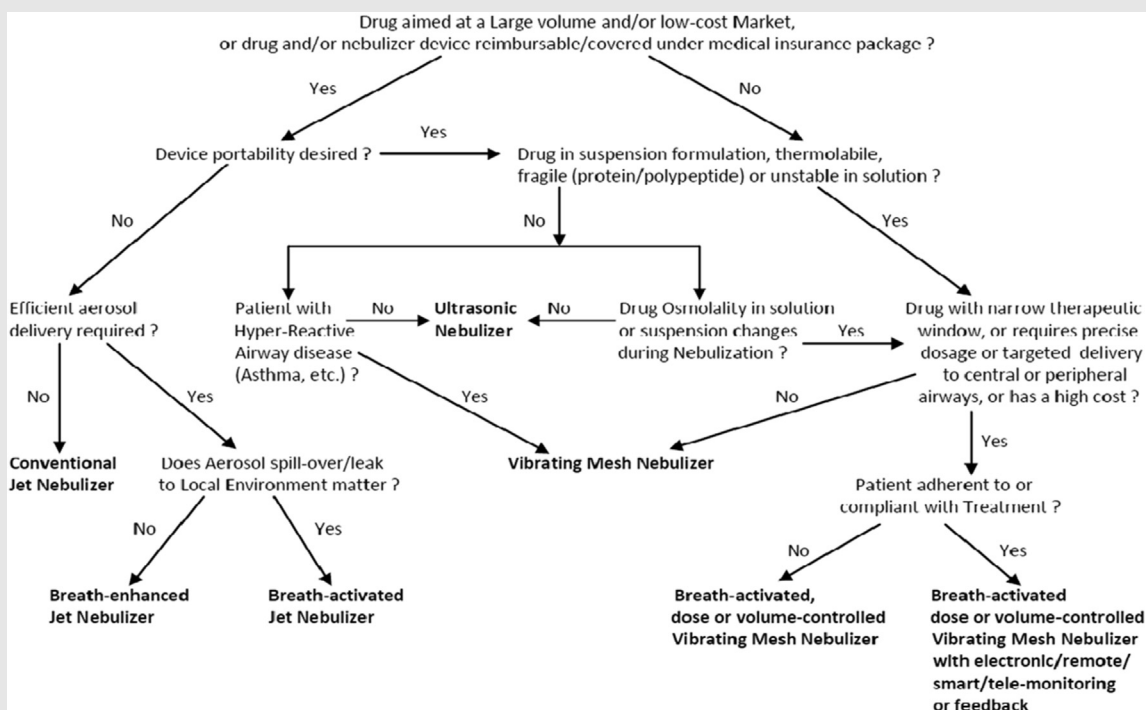 Drug aimed at a Large volume and/or low-cost Market,
or drug and/or nebulizer device reimbursable/covered under medical insurance package ?
Yes
No
Device portability desired ?
Yes
Drug in suspension formulation, thermolabile,
fragile (protein/polypeptide) or unstable in solution ?
No
No
Yes
Efficient aerosol
delivery required ?
Patient with
Hyper-Reactive
Airway disease
(Asthma, etc.) ?
No
Ultrasonic
Nebulizer
No
Drug Osmolality in solution
or suspension changes
during Nebulization ?
Yes
Drug with narrow therapeutic
window, or requires precise
dosage or targeted delivery
to central or peripheral
airways, or has a high cost ?
No
Yes
Yes
No
Yes
Conventional
Jet Nebulizer
Does Aerosol spill-over/leak
to Local Environment matter ?
Vibrating Mesh Nebulizer
Patient adherent to or
compliant with Treatment ?
No
Yes
No
Yes
Breath-enhanced
Jet Nebulizer
Breath-activated
Jet Nebulizer
Breath-activated,
dose or volume-controlled
Vibrating Mesh Nebulizer
Breath-activated
dose or volume-controlled
Vibrating Mesh Nebulizer
with electronic/remote/
smart/tele-monitoring
or feedback